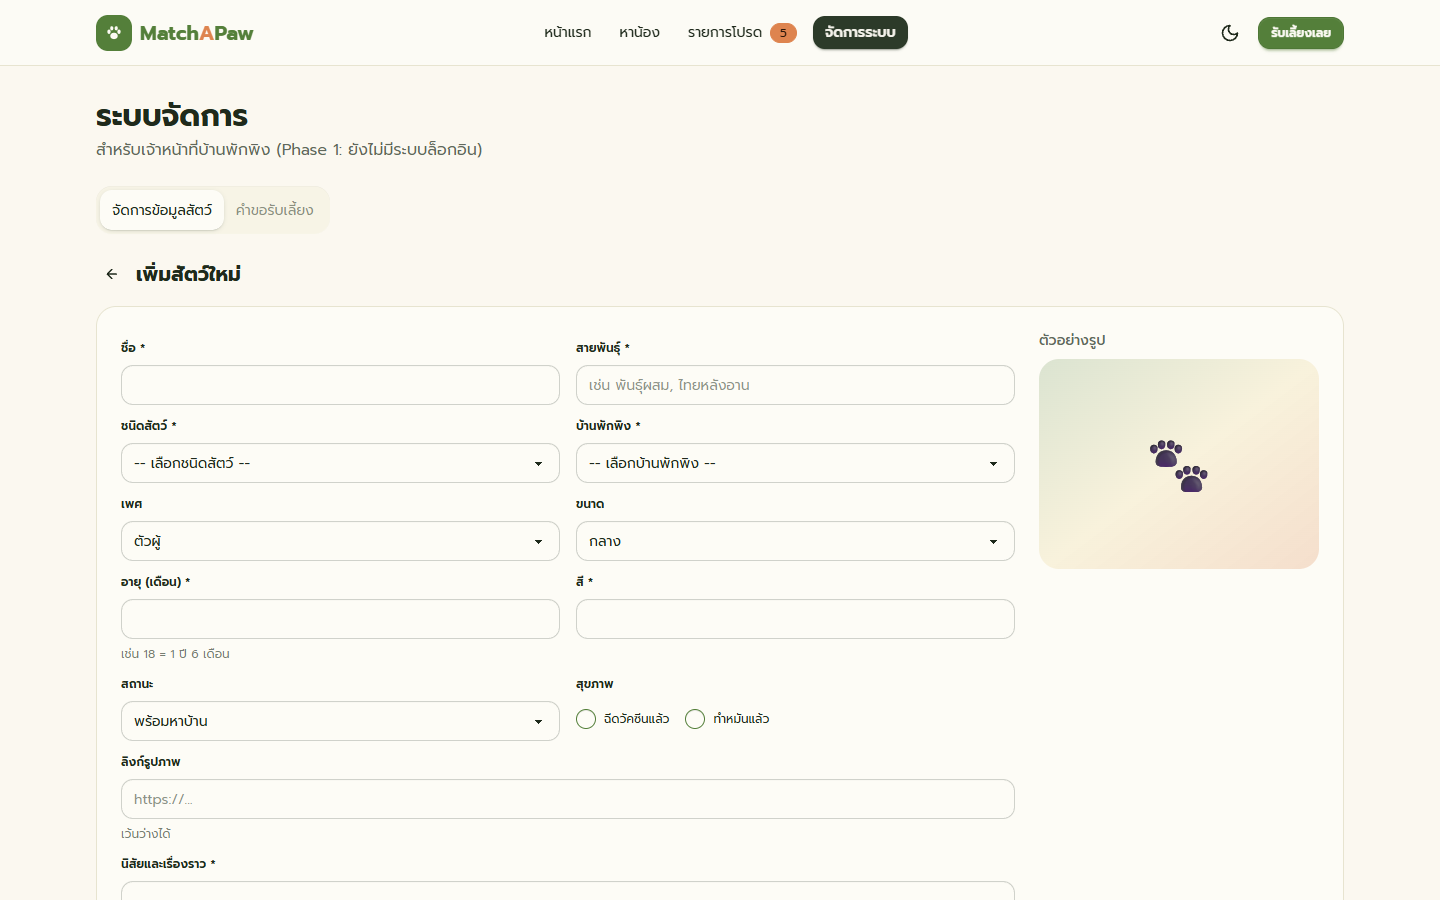 MatchAPaw
หน้าแรก
หาน้อง
รายการโปรด 5
จัดการระบบ
รับเลี้ยงเลย
ระบบจัดการ
สำหรับเจ้าหน้าที่บ้านพักพิง (Phase 1: ยังไม่มีระบบล็อกอิน)
จัดการข้อมูลสัตว์
คำขอรับเลี้ยง
เพิ่มสัตว์ใหม่
ชื่อ *
สายพันธุ์ *
ตัวอย่างรูป
เช่น พันธุ์ผสม, ไทยหลังอาน
ชนิดสัตว์ *
บ้านพักพิง *
-- เลือกชนิดสัตว์ --
-- เลือกบ้านพักพิง --
เพศ
ขนาด
ตัวผู้
กลาง
อายุ (เดือน) *
สี *
เช่น 18 = 1 ปี 6 เดือน
สถานะ
สุขภาพ
พร้อมหาบ้าน
ฉีดวัคซีนแล้ว
ทำหมันแล้ว
ลิงก์รูปภาพ
https://...
เว้นว่างได้
นิสัยและเรื่องราว *